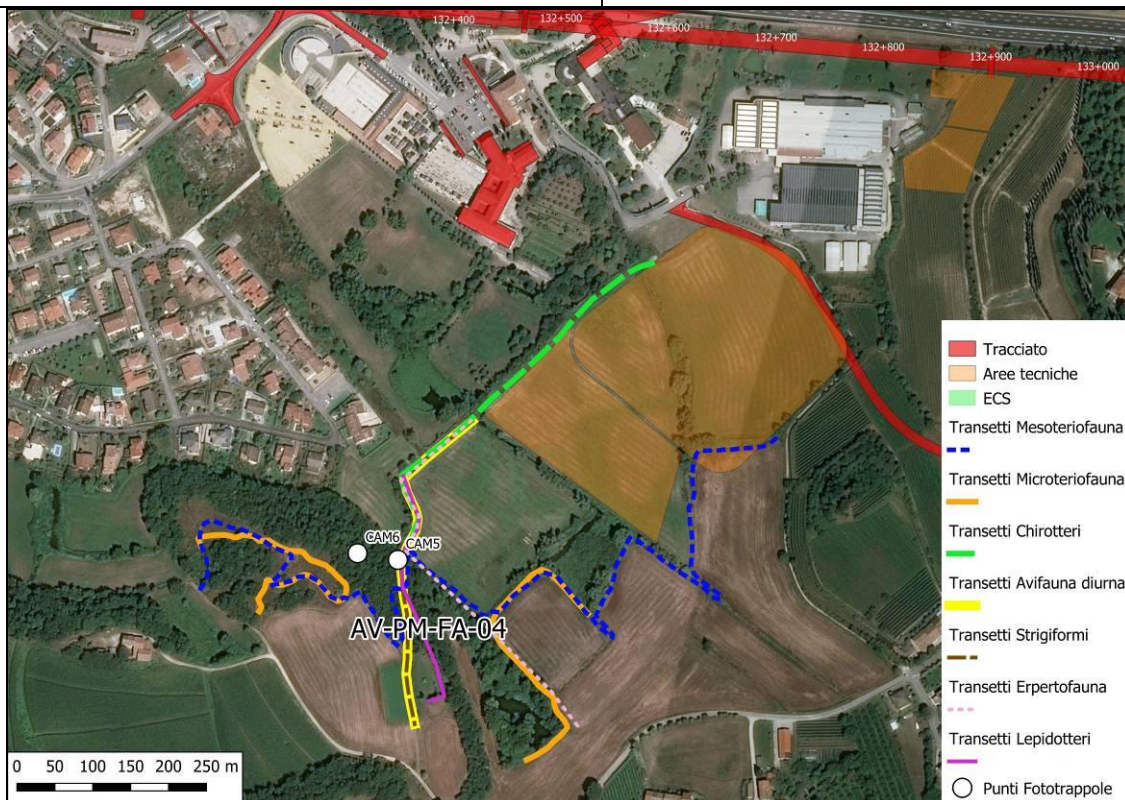 132+400
132+500
132+600
132+700
132+800
132+900
133+000
CAM6
CAM5
AV-PM-FA-04
0 50 100 150 200 250 m
Tracciato
Aree tecniche
ECS
Transetti Mesoteriofauna
Transetti Microteriofauna
Transetti Chirotteri
Transetti Avifauna diurna
Transetti Strigiformi
Transetti Erpertofauna
Transetti Lepidotteri
Punti Fototrappole